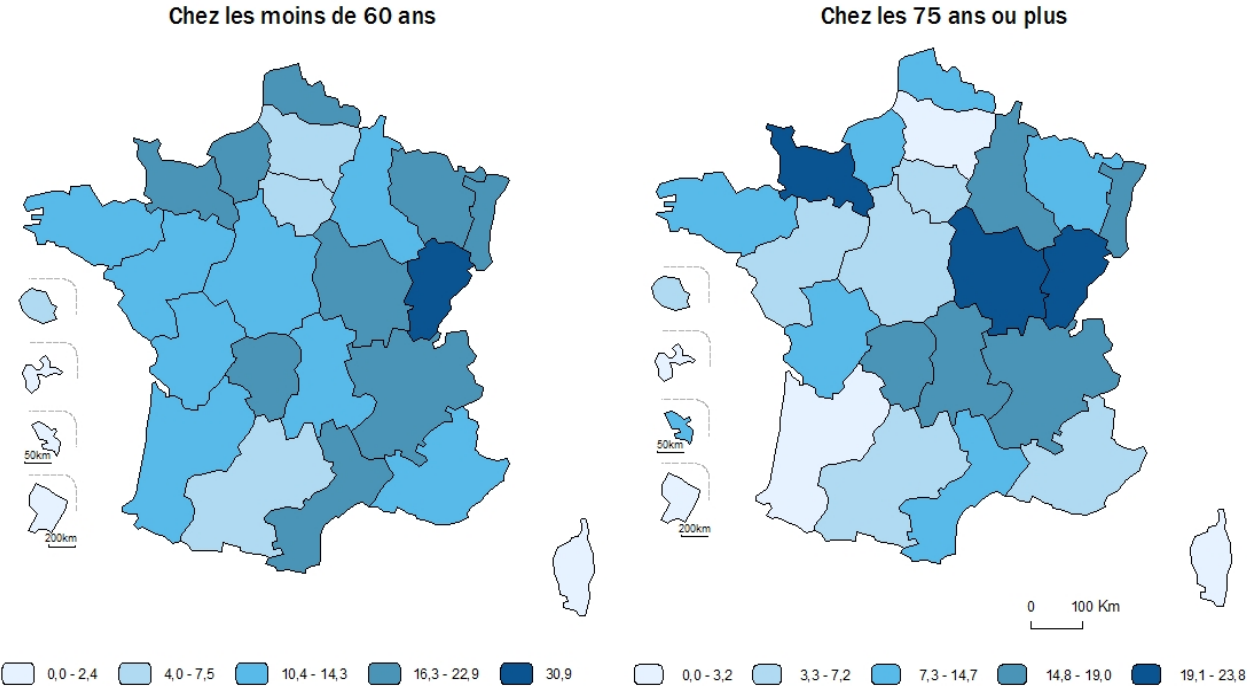 Chez les moins de 60 ans
Chez les 75 ans ou plus
50km
200km
50km
200km
0 100 Km
0,0 - 2,4 4,0 - 7,5 10,4 - 14,3 16,3 - 22,9 30,9
0,0 - 3,2 3,3 - 7,2 7,3 - 14,7 14,8 - 19,0 19,1 - 23,8